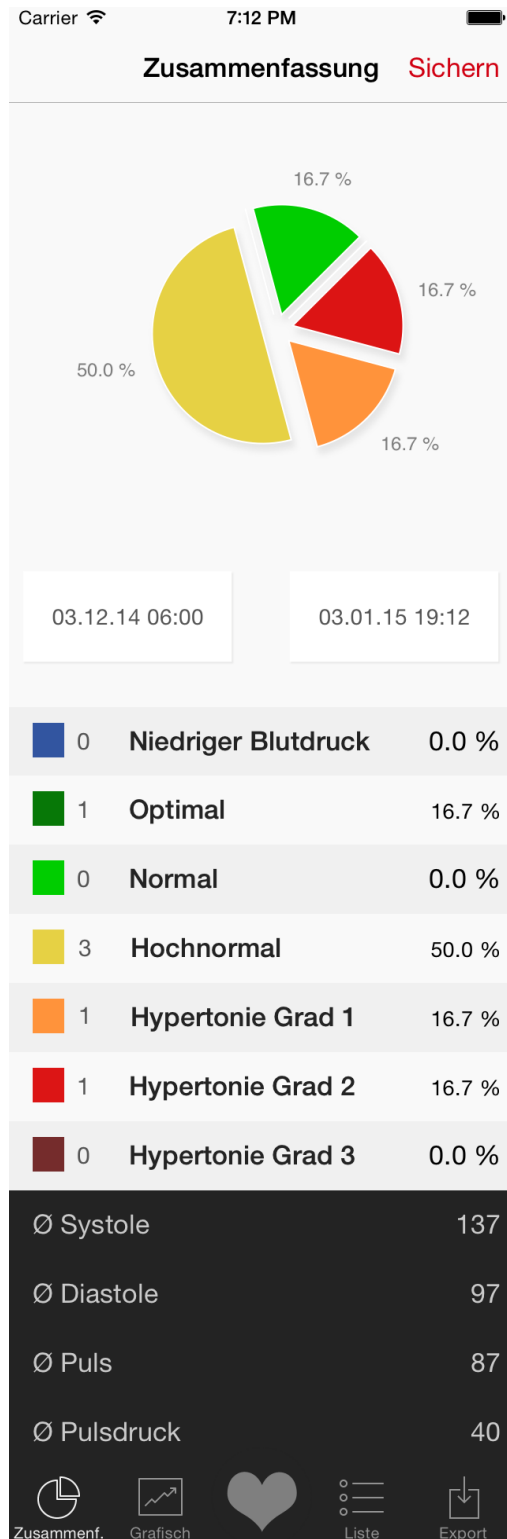 Carrier 7:12 PM
Zusammenfassung Sichern
16.7 %
16.7 %
50.0 %
16.7 %
03.12.14 06:00 03.01.15 19:12
0 Niedriger Blutdruck 0.0 %
1 Optimal 16.7 %
0 Normal 0.0 %
3 Hochnormal 50.0 %
1 Hypertonie Grad 1 16.7 %
1 Hypertonie Grad 2 16.7 %
0 Hypertonie Grad 3 0.0 %
Ø Systole 137
Ø Diastole 97
Ø Puls 87
Ø Pulsdruck 40
Zusammenf. Grafisch Liste Export